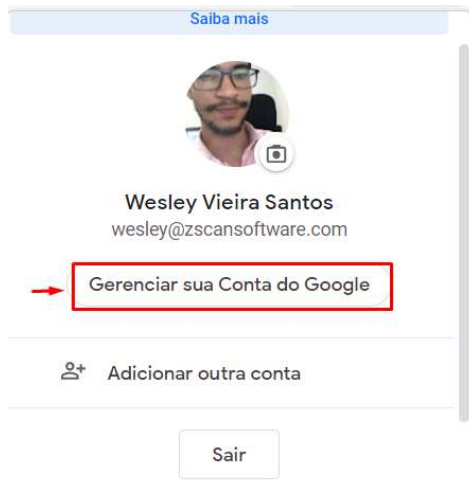 Saiba mais
Wesley Vieira Santos
wesley@zscansoftware.com
Gerenciar sua Conta do Google
Adicionar outra conta
Sair